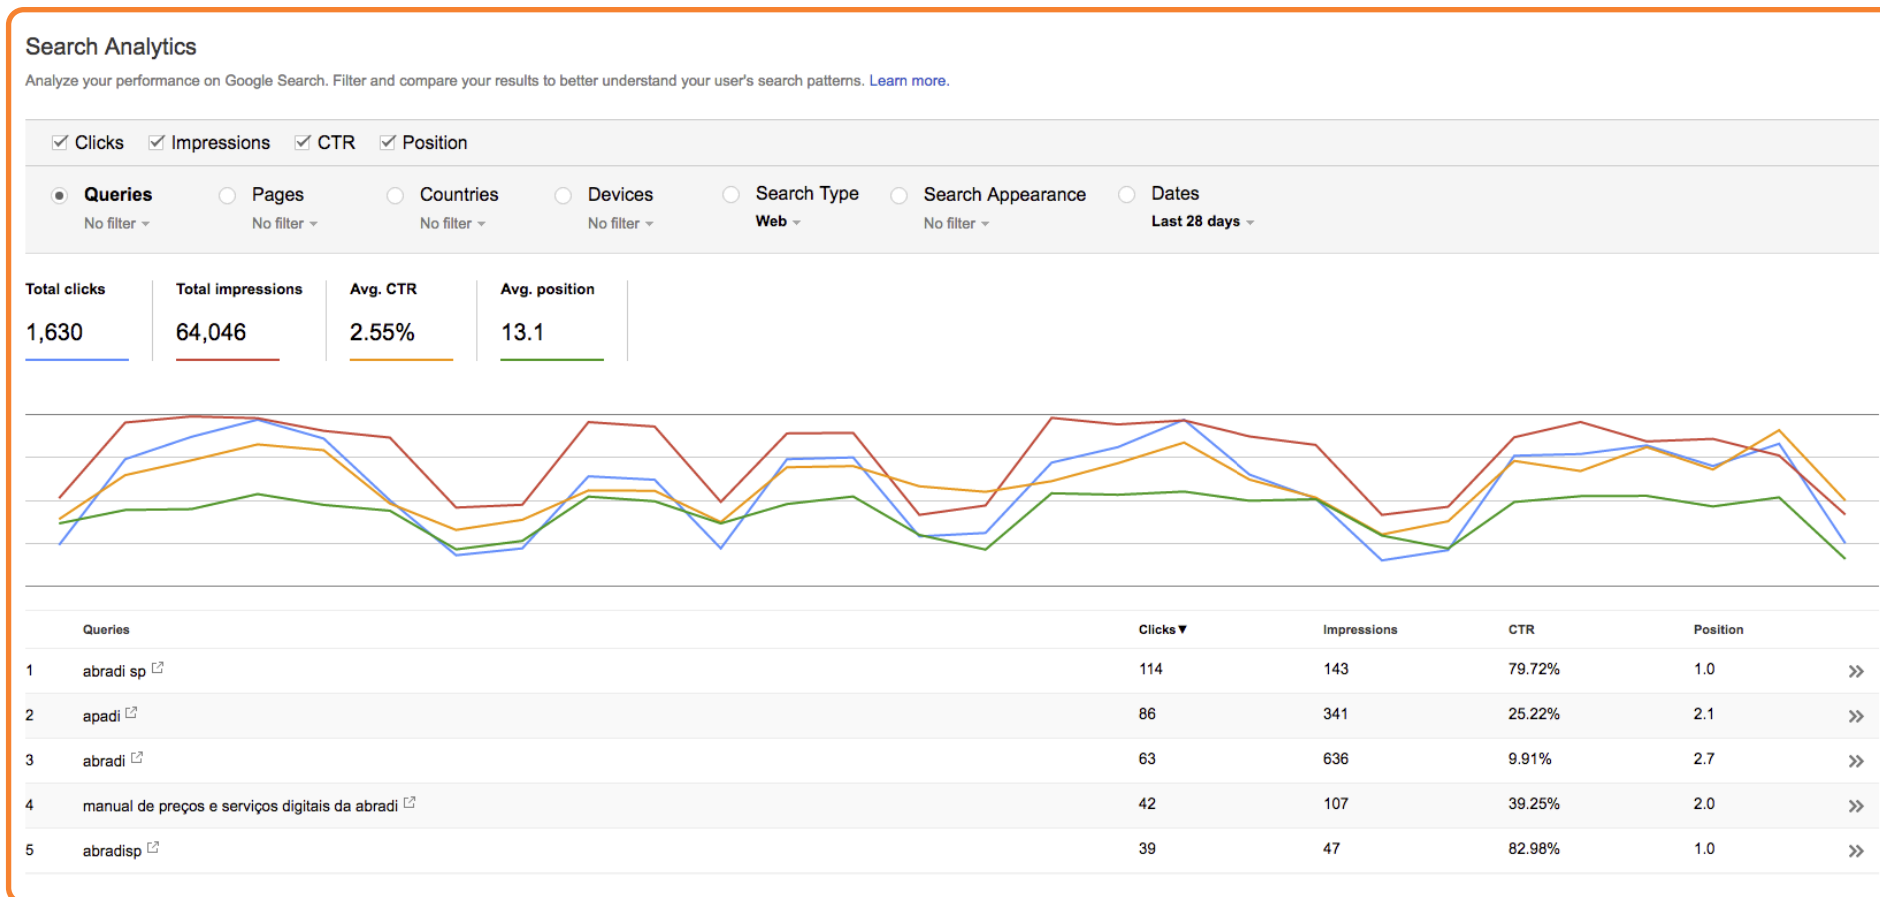 Search Analytics
Analyze your performance on Google Search. Filter and compare your results to better understand your user's search patterns. Learn more.
Clicks Impressions CTR Position
Queries Pages Countries Devices Search Type Search Appearance Dates
No filter No filter No filter No filter Web No filter Last 28 days
Total clicks Total impressions Avg. CTR Avg. position
1,630 64,046 2.55% 13.1
Queries Clicks▼ Impressions CTR Position
1 abradi sp 114 143 79.72% 1.0 »
2 apadi 86 341 25.22% 2.1 »
3 abradi 63 636 9.91% 2.7 »
4 manual de preços e serviços digitais da abradi 42 107 39.25% 2.0 »
5 abradisp 39 47 82.98% 1.0 »